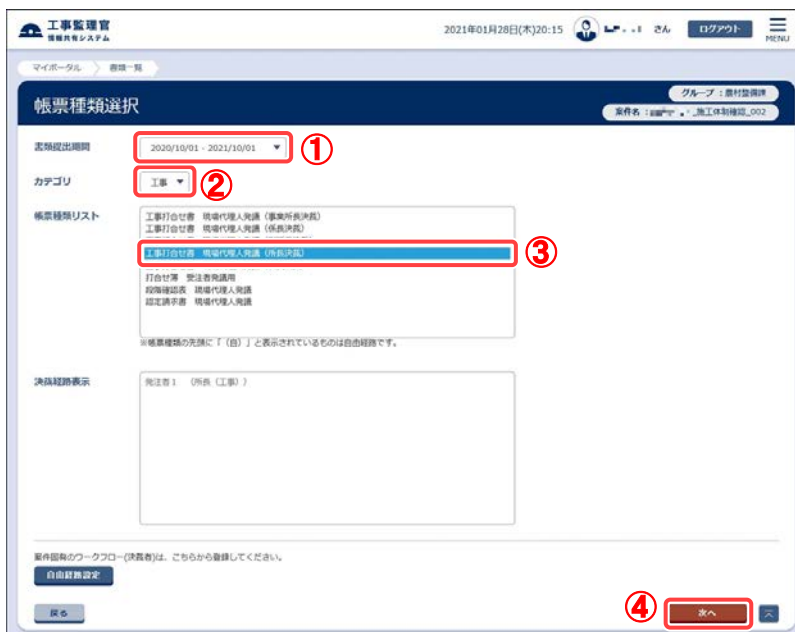 工事監理官
情報共有システム
2021年01月28日(木)20:15
さん
ログアウト
MENU
マイポータル
書類一覧
帳票種類選択
グループ：農村整備課
案件名：
_施工体制確認_002
書類提出期間
2020/10/01 - 2021/10/01
①
カテゴリ
工事
②
帳票種類リスト
工事打合せ書 現場代理人発議（事業所長決裁）
工事打合せ書 現場代理人発議（係長決裁）
工事打合せ書 現場代理人発議（所長決裁）
③
打合せ簿 受注者発議用
段階確認表 現場代理人発議
認定請求書 現場代理人発議
※帳票種類の先頭に「（自）」と表示されているものは自由経路です。
決裁経路表示
発注者１ （所長（工事））
案件固有のワークフロー(決裁者)は、こちらから登録してください。
自由経路設定
戻る
④
次へ